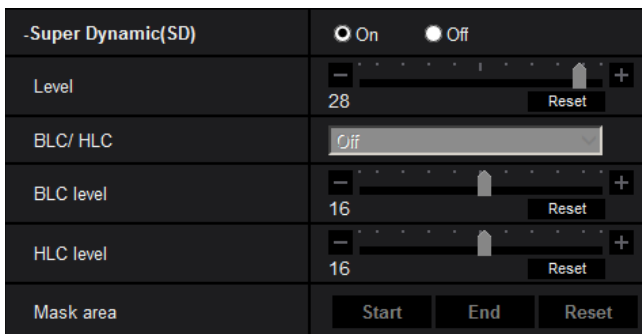 -Super Dynamic(SD) On Off
Level - +
28 Reset
BLC/ HLC Off
BLC level - +
16 Reset
HLC level - +
16 Reset
Mask area Start End Reset